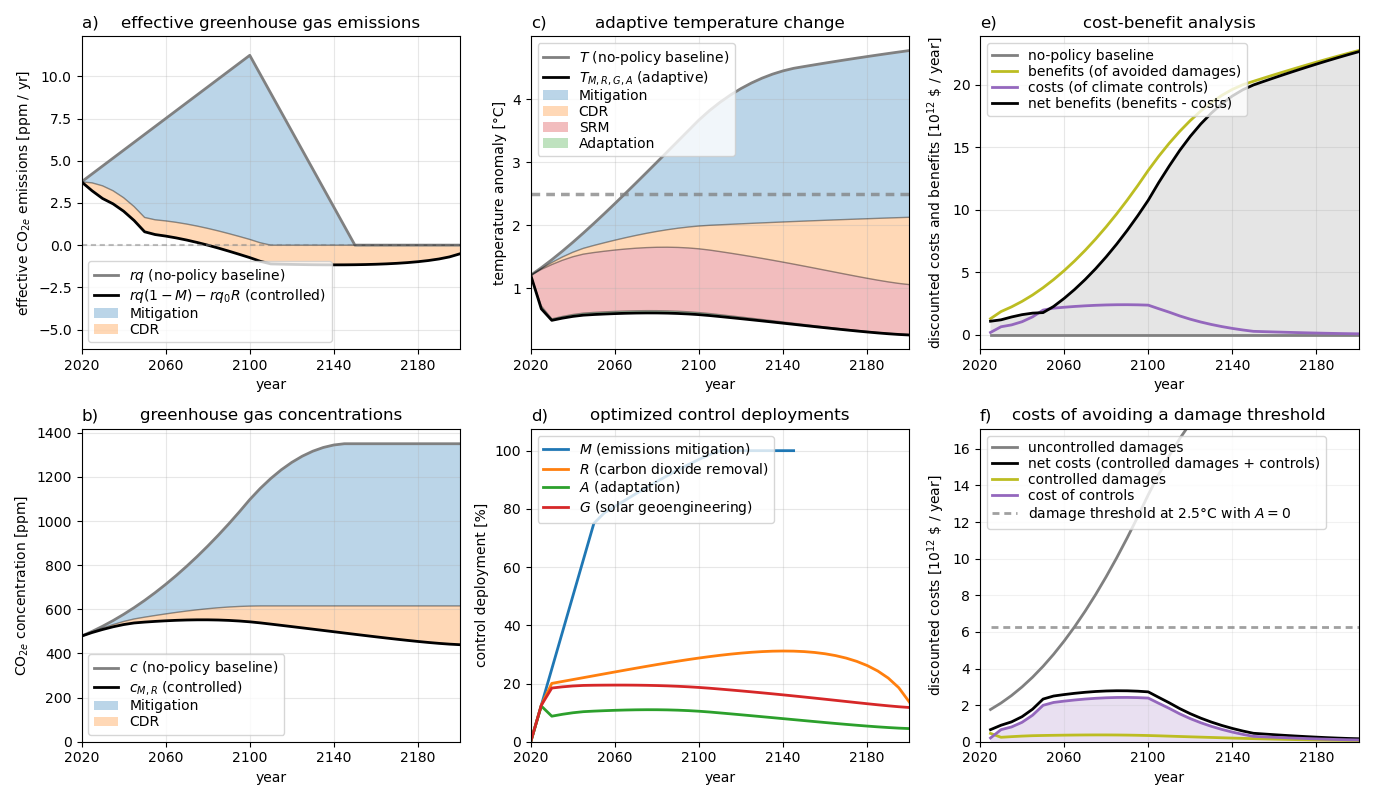 a) effective greenhouse gas emissions
effective CO2e emissions [ppm / yr]
10.0
7.5
5.0
2.5
0.0
−2.5
−5.0
rq (no-policy baseline)
rq(1 − M) − rq0R (controlled)
Mitigation
CDR
2020 2060 2100 2140 2180
year
c) adaptive temperature change
temperature anomaly [°C]
4
3
2
1
T (no-policy baseline)
TM, R, G, A (adaptive)
Mitigation
CDR
SRM
Adaptation
2020 2060 2100 2140 2180
year
e) cost-benefit analysis
discounted costs and benefits [10^12 $ / year]
20
15
10
5
0
no-policy baseline
benefits (of avoided damages)
costs (of climate controls)
net benefits (benefits - costs)
2020 2060 2100 2140 2180
year
b) greenhouse gas concentrations
CO2e concentration [ppm]
1400
1200
1000
800
600
400
200
0
c (no-policy baseline)
cM, R (controlled)
Mitigation
CDR
2020 2060 2100 2140 2180
year
d) optimized control deployments
control deployment [%]
100
80
60
40
20
0
M (emissions mitigation)
R (carbon dioxide removal)
A (adaptation)
G (solar geoengineering)
2020 2060 2100 2140 2180
year
f) costs of avoiding a damage threshold
discounted costs [10^12 $ / year]
16
14
12
10
8
6
4
2
0
uncontrolled damages
net costs (controlled damages + controls)
controlled damages
cost of controls
damage threshold at 2.5°C with A = 0
2020 2060 2100 2140 2180
year